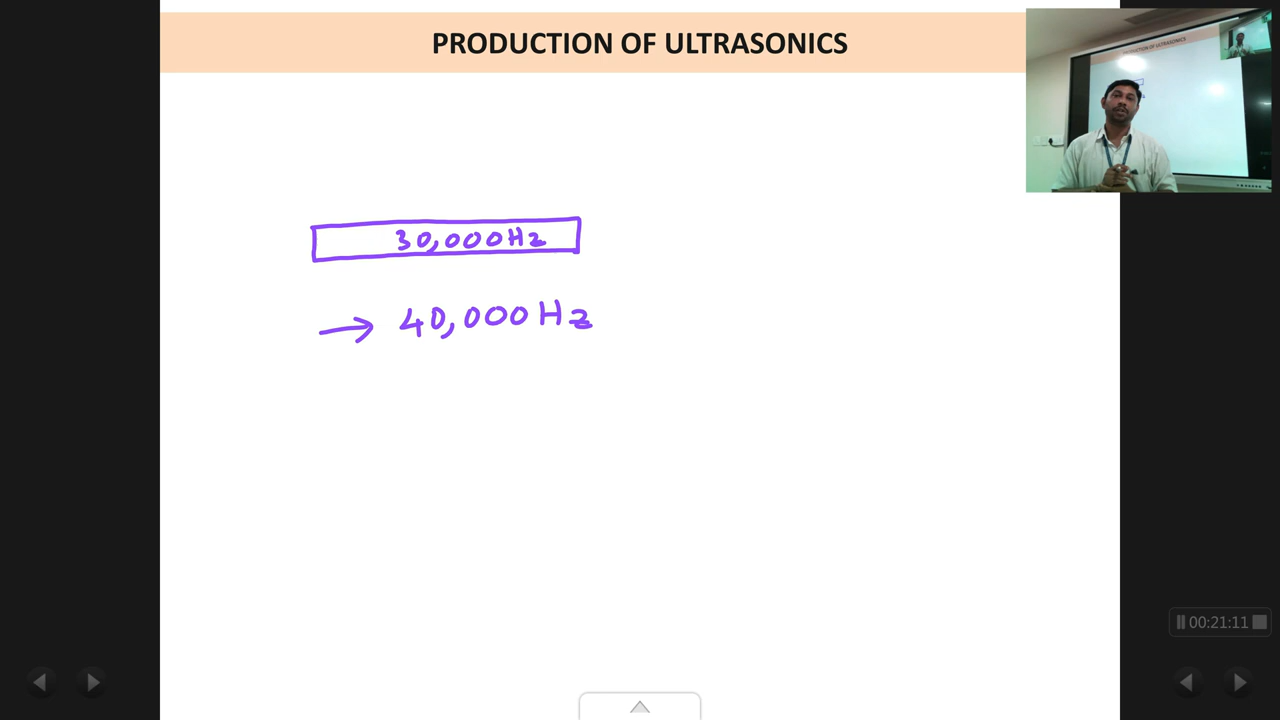 PRODUCTION OF ULTRASONICS
30,000Hz
→ 40,000Hz
00:21:11